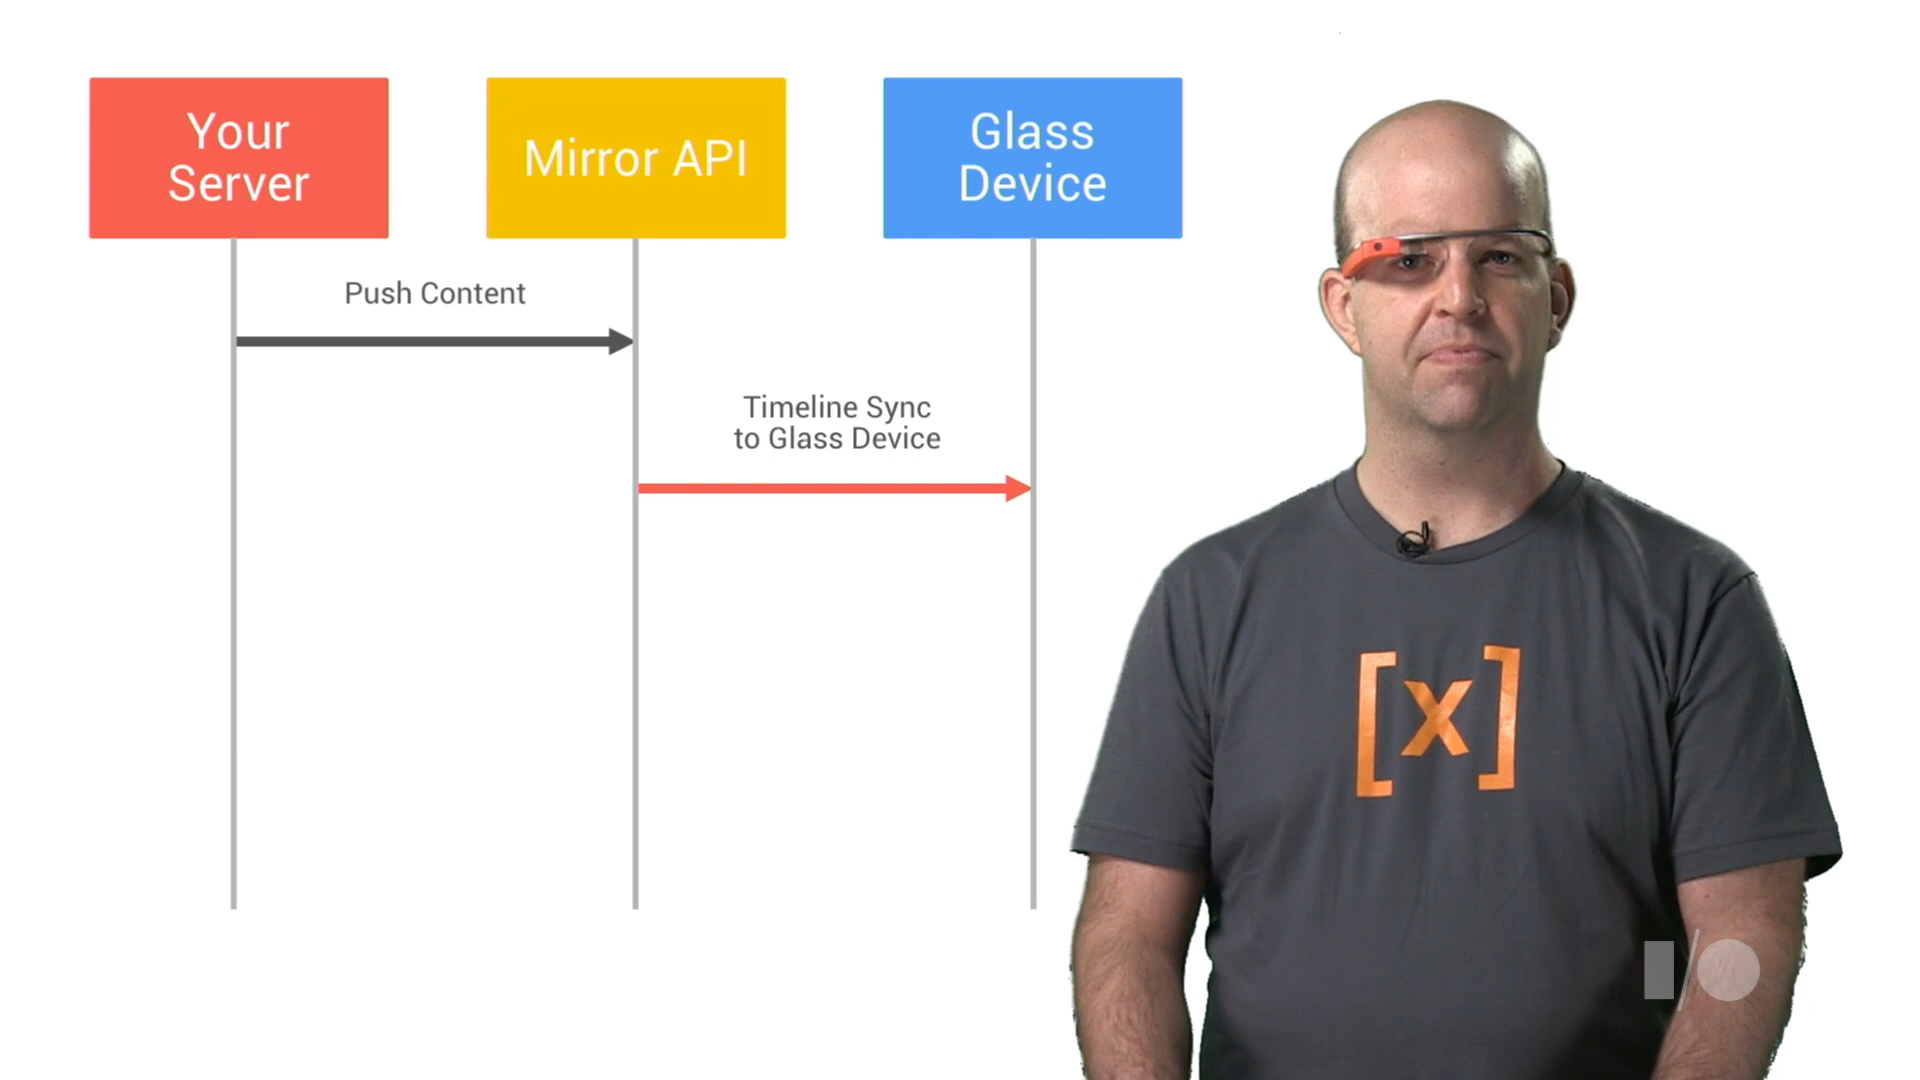 Your
Server
Mirror API
Glass
Device
Push Content
Timeline Sync
to Glass Device
[x]
I/O